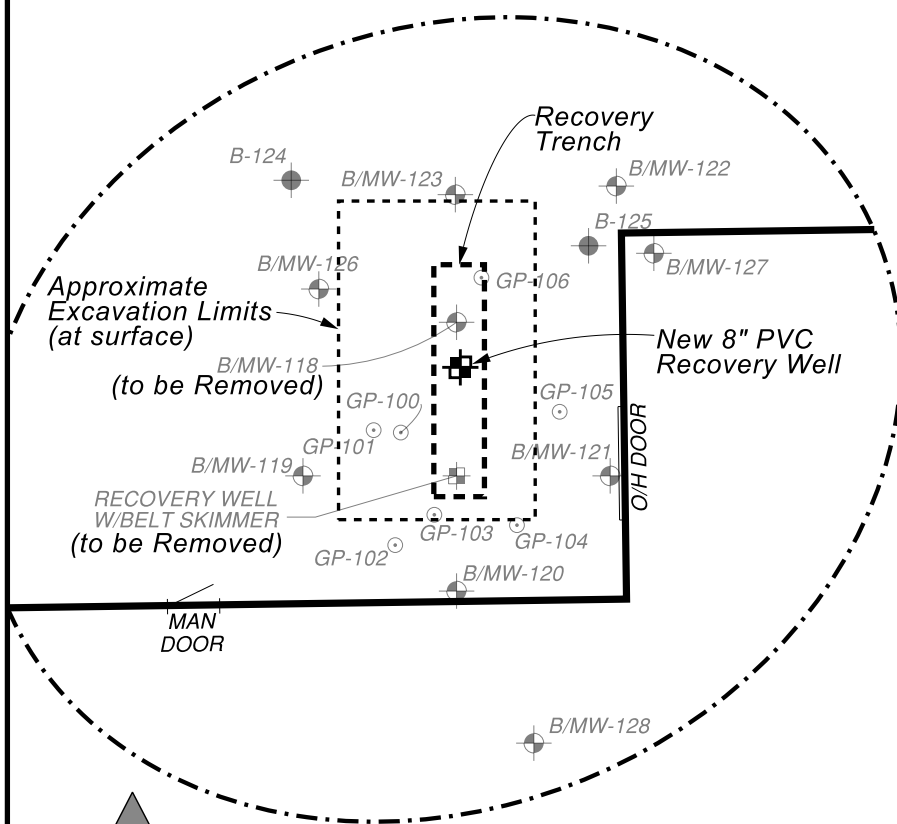 Recovery
Trench
B-124
B/MW-123
B/MW-122
B-125
B/MW-126
B/MW-127
GP-106
Approximate
Excavation Limits
(at surface)
New 8" PVC
Recovery Well
B/MW-118
(to be Removed)
GP-100
GP-105
GP-101
B/MW-119
B/MW-121
O/H DOOR
RECOVERY WELL
W/BELT SKIMMER
(to be Removed)
GP-103
GP-104
GP-102
B/MW-120
MAN
DOOR
B/MW-128